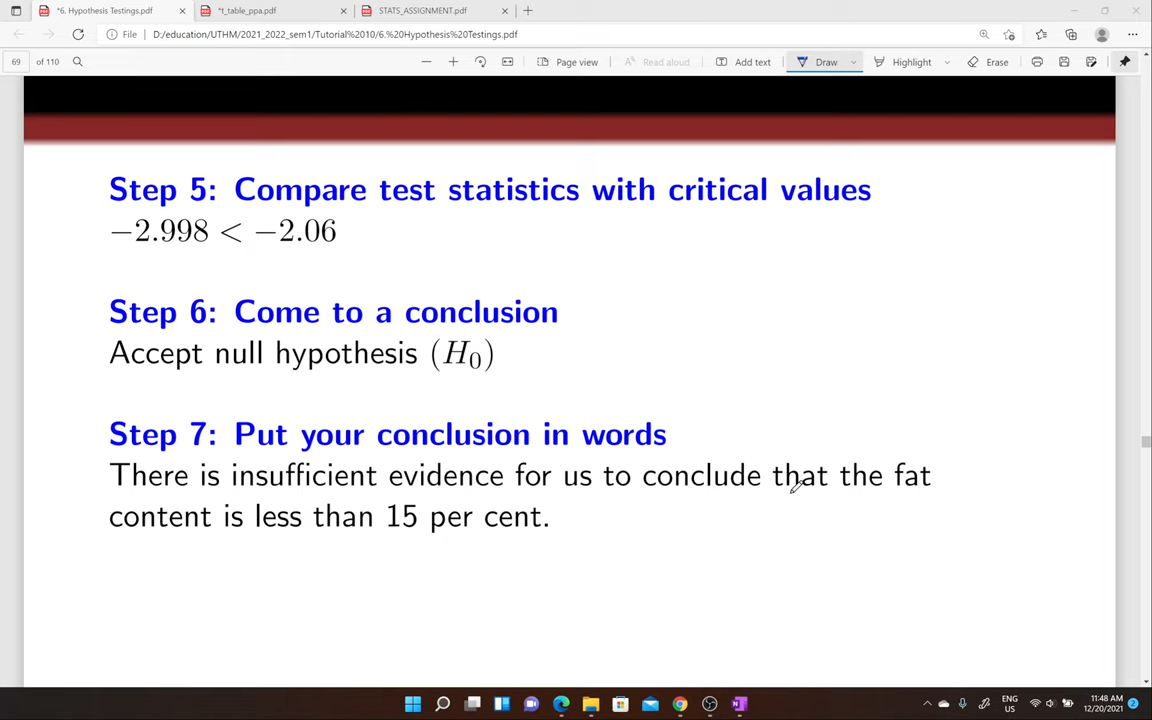 *6. Hypothesis Testings.pdf
*t_table_ppa.pdf
STATS_ASSIGNMENT.pdf
File
D:/education/UTHM/2021_2022_sem1/Tutorial%2010/6.%20Hypothesis%20Testings.pdf
69 of 110
Page view
Read aloud
Add text
Draw
Highlight
Erase
Step 5: Compare test statistics with critical values
−2.998 < −2.06
Step 6: Come to a conclusion
Accept null hypothesis (H₀)
Step 7: Put your conclusion in words
There is insufficient evidence for us to conclude that the fat
content is less than 15 per cent.
ENG
US
11:48 AM
12/20/2021
2